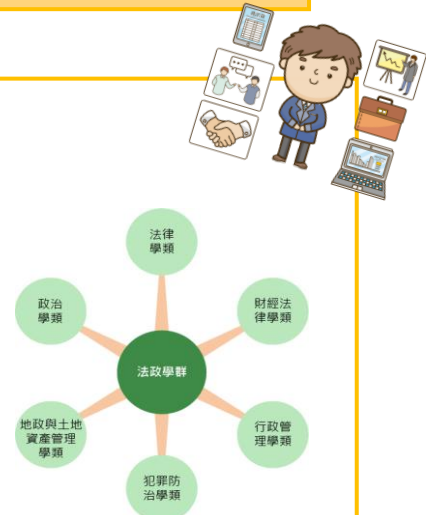 法律
學類
政治
學類
財經法
律學類
法政學群
地政與土地
資產管理
學類
行政管
理學類
犯罪防
治學類